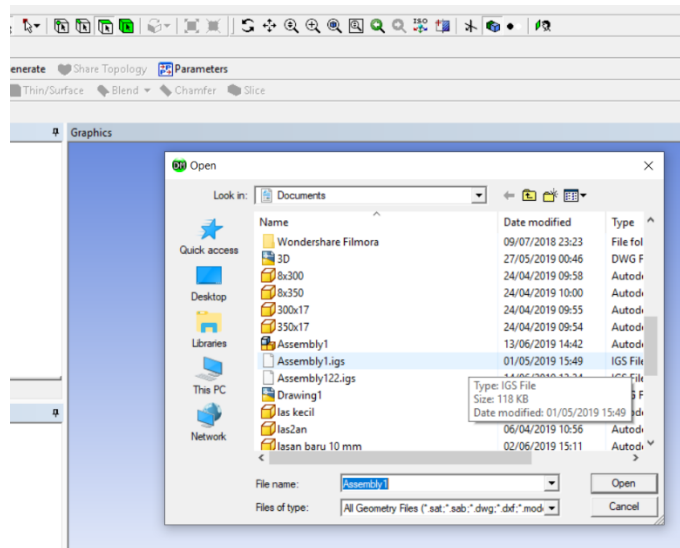 ISO
enerate Share Topology Parameters
Thin/Surface Blend Chamfer Slice
Graphics
Open
Look in: Documents
Name Date modified Type
Quick access
Desktop
Libraries
This PC
Network
Wondershare Filmora 09/07/2018 23:23 File fol
3D 27/05/2019 00:46 DWG F
8x300 24/04/2019 09:58 Autod
8x350 24/04/2019 10:00 Autod
300x17 24/04/2019 09:55 Autod
350x17 24/04/2019 09:54 Autod
Assembly1 13/06/2019 14:42 Autod
Assembly1.igs 01/05/2019 15:49 IGS File
Assembly122.igs
Drawing1
las kecil
las2an 06/04/2019 10:56 Autod
lasan baru 10 mm 02/06/2019 15:11 Autod
Type: IGS File
Size: 118 KB
Date modified: 01/05/2019 15:49
File name: Assembly1 Open
Files of type: All Geometry Files (*.sat;*.sab;*.dwg;*.dxf;*.mod Cancel